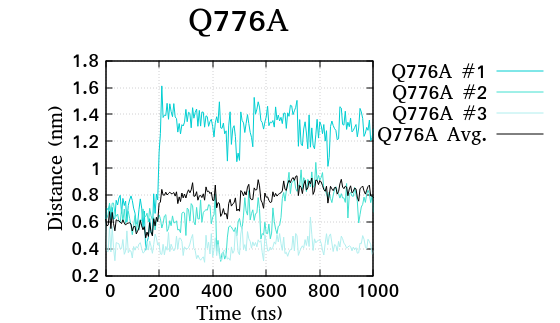 Q776A
1.8
1.6
1.4
1.2
1
0.8
0.6
0.4
0.2
0 200 400 600 800 1000
Distance (nm)
Time (ns)
Q776A #1
Q776A #2
Q776A #3
Q776A Avg.